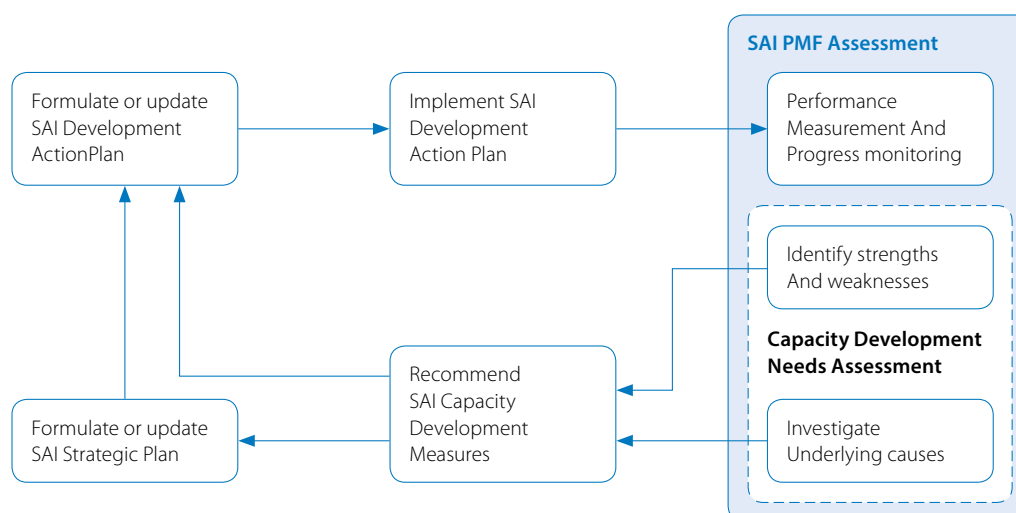 SAI PMF Assessment
Formulate or update
SAI Development
ActionPlan
Implement SAI
Development
Action Plan
Performance
Measurement And
Progress monitoring
Identify strengths
And weaknesses
Capacity Development
Needs Assessment
Recommend
SAI Capacity
Development
Measures
Formulate or update
SAI Strategic Plan
Investigate
Underlying causes